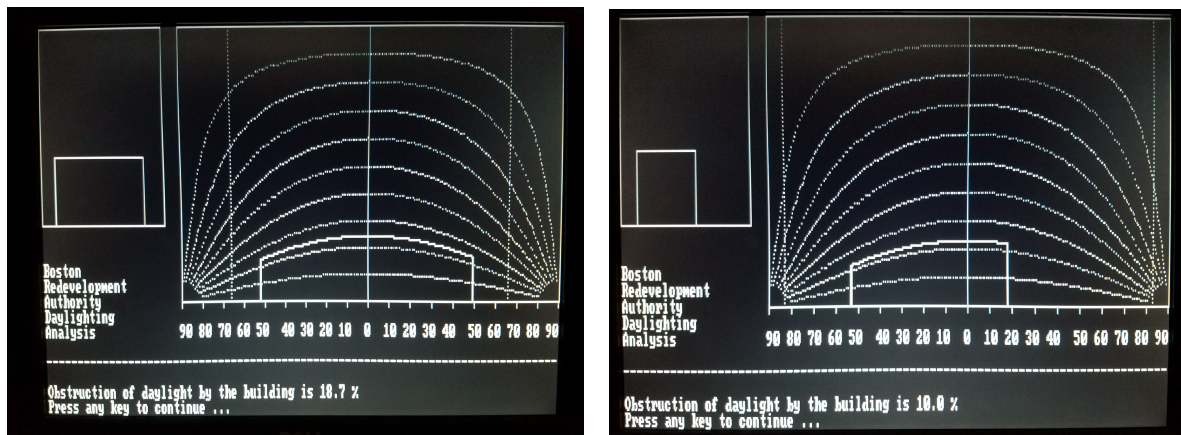 Boston
Redevelopment
Authority
Daylighting
Analysis
90 80 70 60 50 40 30 20 10 0 10 20 30 40 50 60 70 80 90
Obstruction of daylight by the building is 18.7 %
Press any key to continue ...
Boston
Redevelopment
Authority
Daylighting
Analysis
90 80 70 60 50 40 30 20 10 0 10 20 30 40 50 60 70 80 90
Obstruction of daylight by the building is 10.0 %
Press any key to continue ...